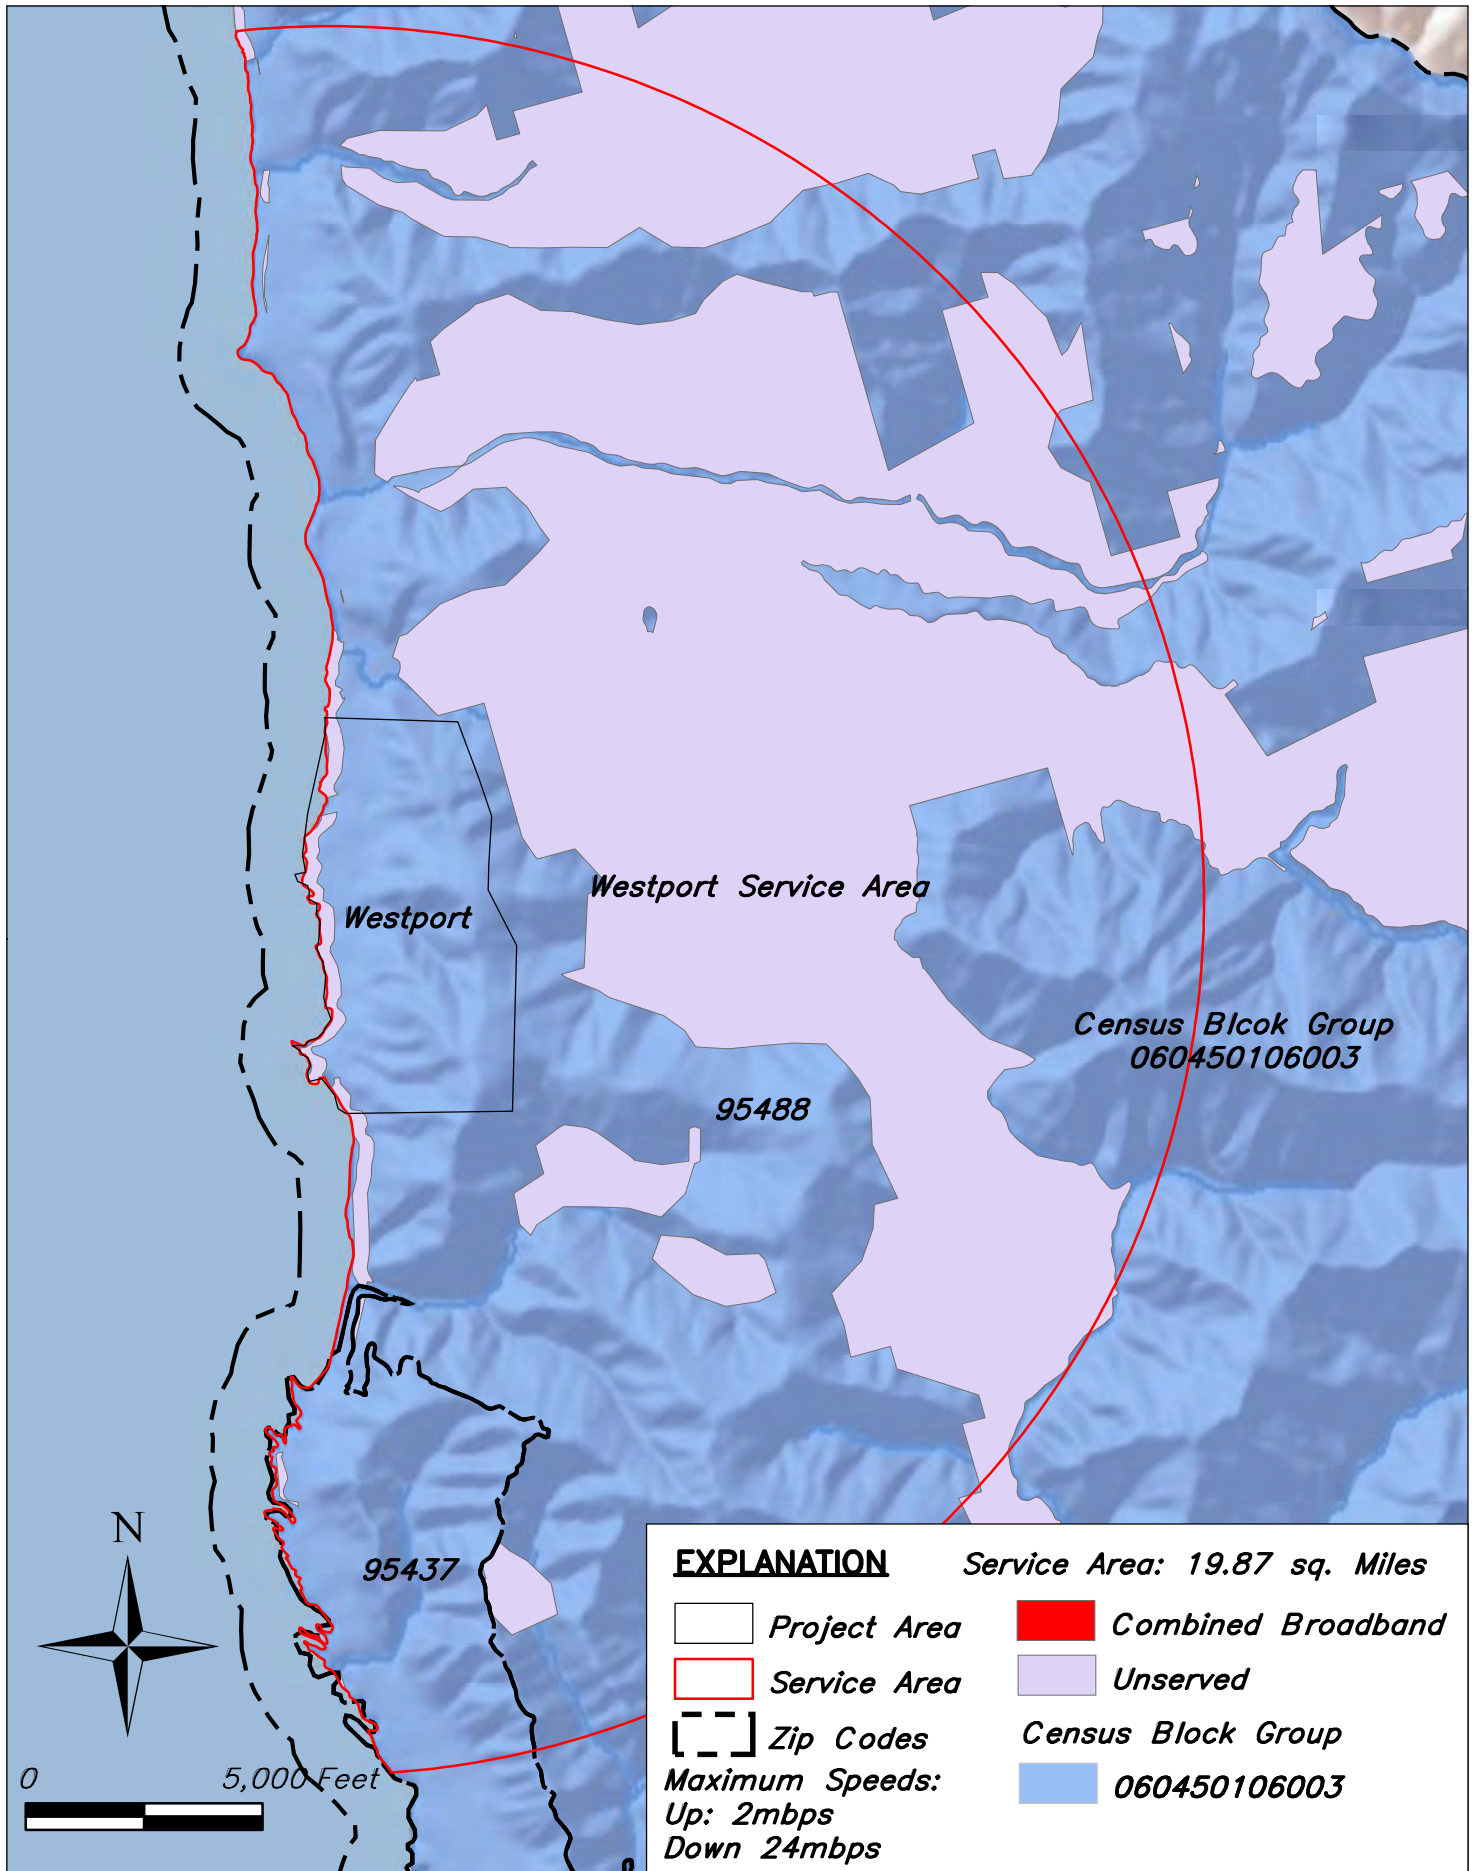 Westport Service Area
Westport
Census Blcok Group
060450106003
95488
95437
N
0 5,000 Feet
EXPLANATION
Service Area: 19.87 sq. Miles
Project Area
Combined Broadband
Service Area
Unserved
Zip Codes
Census Block Group
Maximum Speeds:
060450106003
Up: 2mbps
Down 24mbps